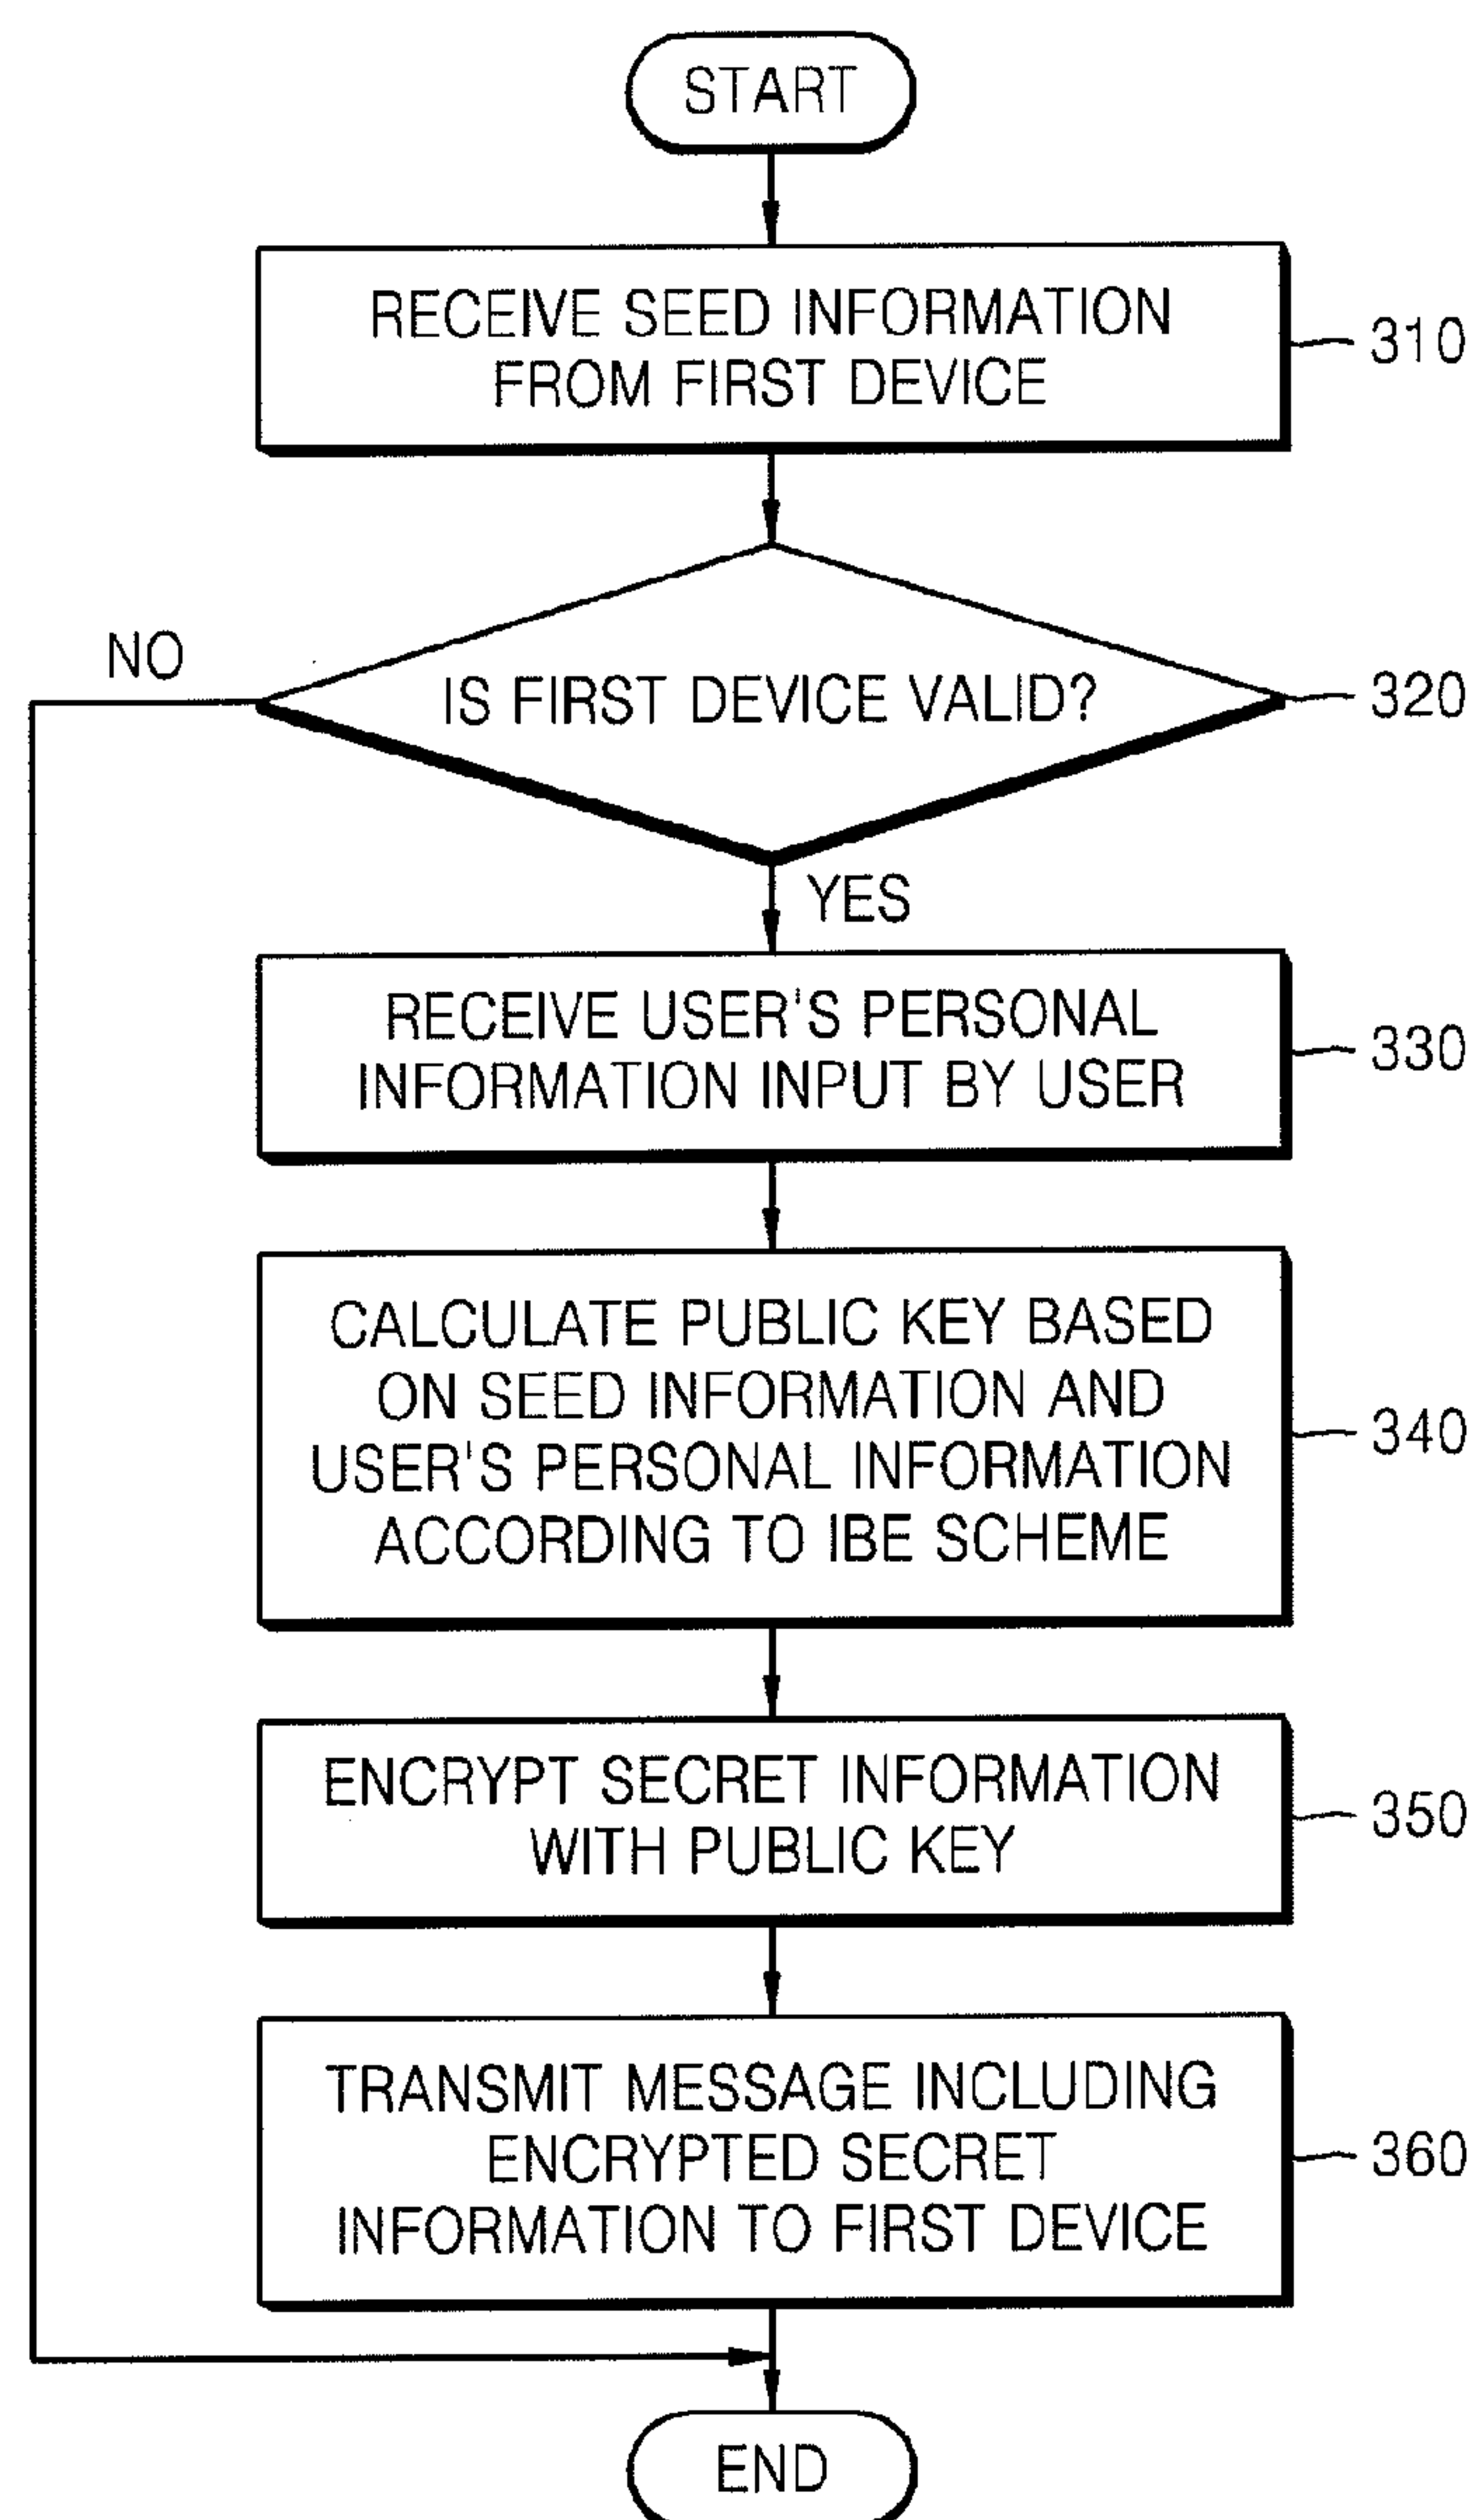 START
RECEIVE SEED INFORMATION
FROM FIRST DEVICE
310
NO
IS FIRST DEVICE VALID?
320
YES
RECEIVE USER'S PERSONAL
INFORMATION INPUT BY USER
330
CALCULATE PUBLIC KEY BASED
ON SEED INFORMATION AND
USER'S PERSONAL INFORMATION
ACCORDING TO IBE SCHEME
340
ENCRYPT SECRET INFORMATION
WITH PUBLIC KEY
350
TRANSMIT MESSAGE INCLUDING
ENCRYPTED SECRET
INFORMATION TO FIRST DEVICE
360
END